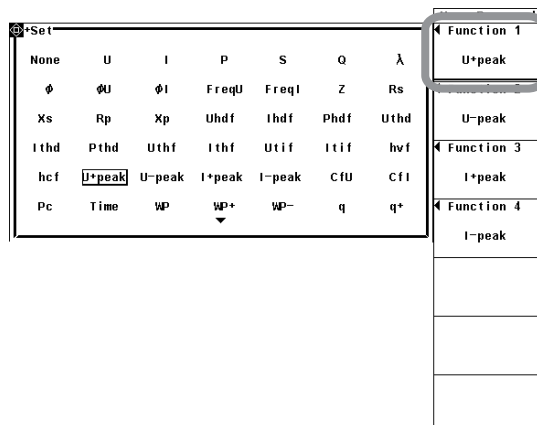 +Set
None U I P S Q λ
ϕ ϕU ϕI FreqU FreqI Z Rs
Xs Rp Xp Uhdf Ihdf Phdf Uthd
Ithd Pthd Uthf Ithf Utif Itif hvf
hcf U+peak U-peak I+peak I-peak CfU CfI
Pc Time WP WP+ WP- q q+
Function 1
U+peak
Function 2
U-peak
Function 3
I+peak
Function 4
I-peak